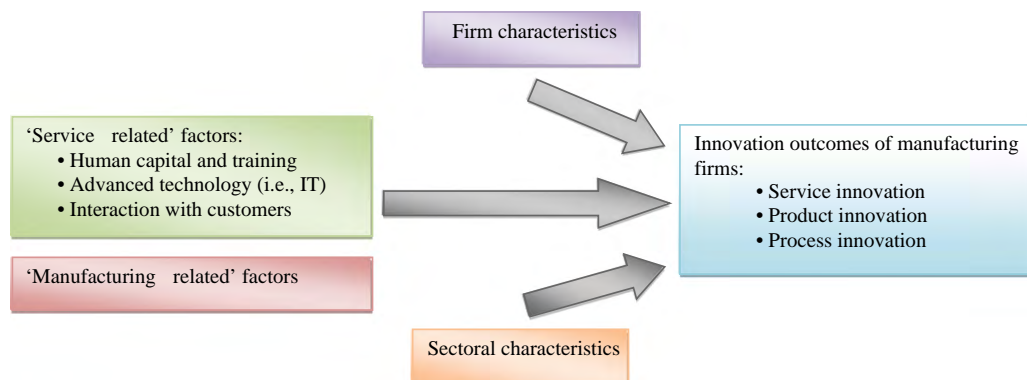 Firm characteristics
‘Service related’ factors:
• Human capital and training
• Advanced technology (i.e., IT)
• Interaction with customers
‘Manufacturing related’ factors
Innovation outcomes of manufacturing
firms:
• Service innovation
• Product innovation
• Process innovation
Sectoral characteristics